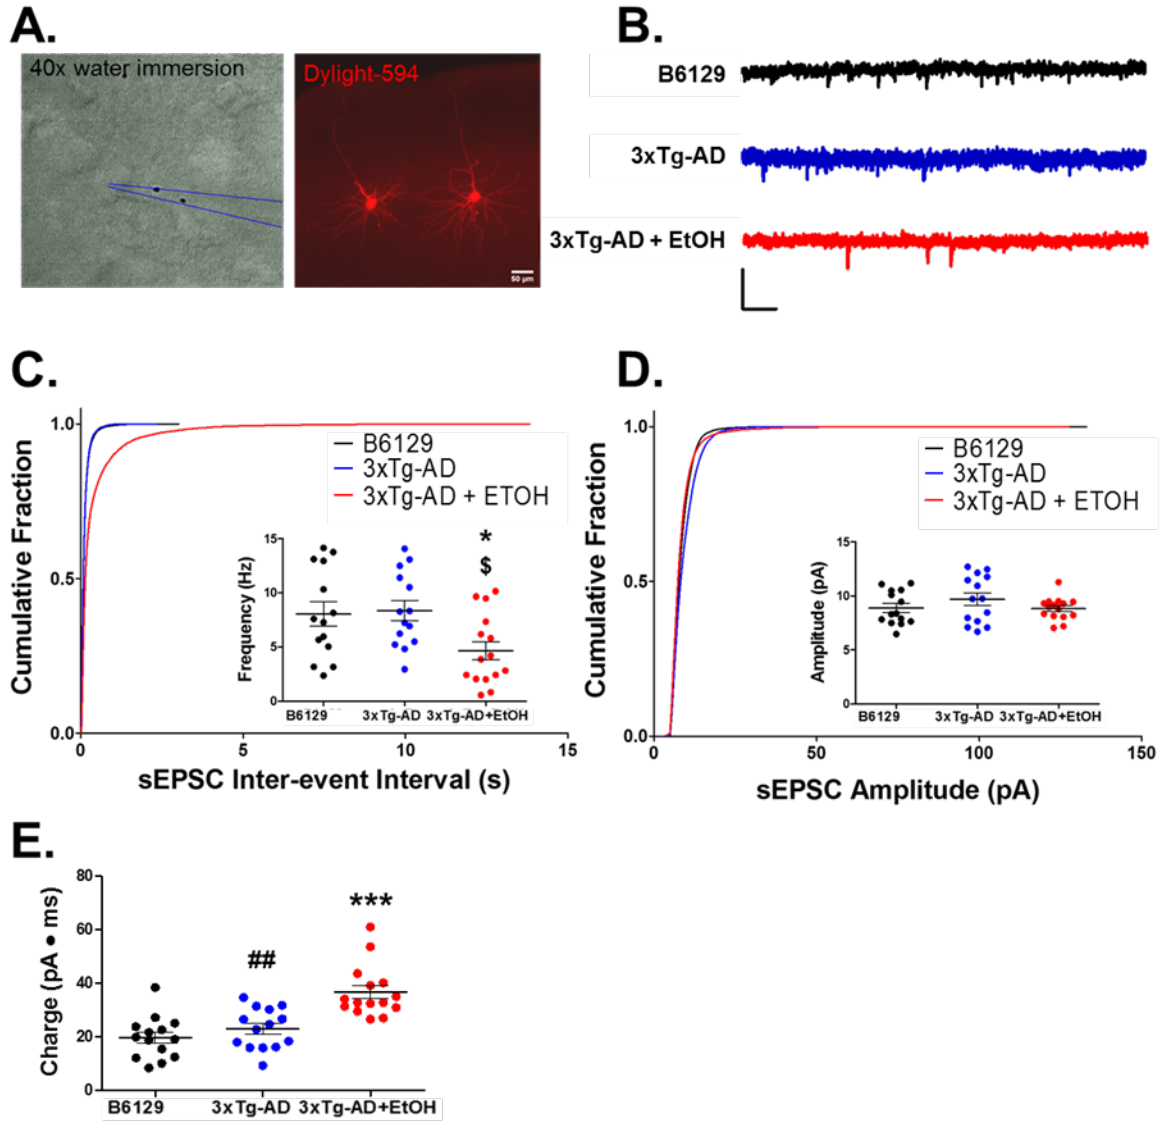 A.
40x water immersion
Dylight-594
50 µm
B.
B6129
3xTg-AD
3xTg-AD + EtOH
C.
Cumulative Fraction
1.0
0.5
0.0
0
5
10
15
sEPSC Inter-event Interval (s)
B6129
3xTg-AD
3xTg-AD + ETOH
Frequency (Hz)
15
10
5
0
*
$
B6129
3xTg-AD
3xTg-AD+EtOH
D.
Cumulative Fraction
1.0
0.5
0.0
0
50
100
150
sEPSC Amplitude (pA)
B6129
3xTg-AD
3xTg-AD + ETOH
Amplitude (pA)
15
10
5
0
B6129
3xTg-AD
3xTg-AD+EtOH
E.
Charge (pA • ms)
80
60
40
20
0
##
***
B6129
3xTg-AD
3xTg-AD+EtOH